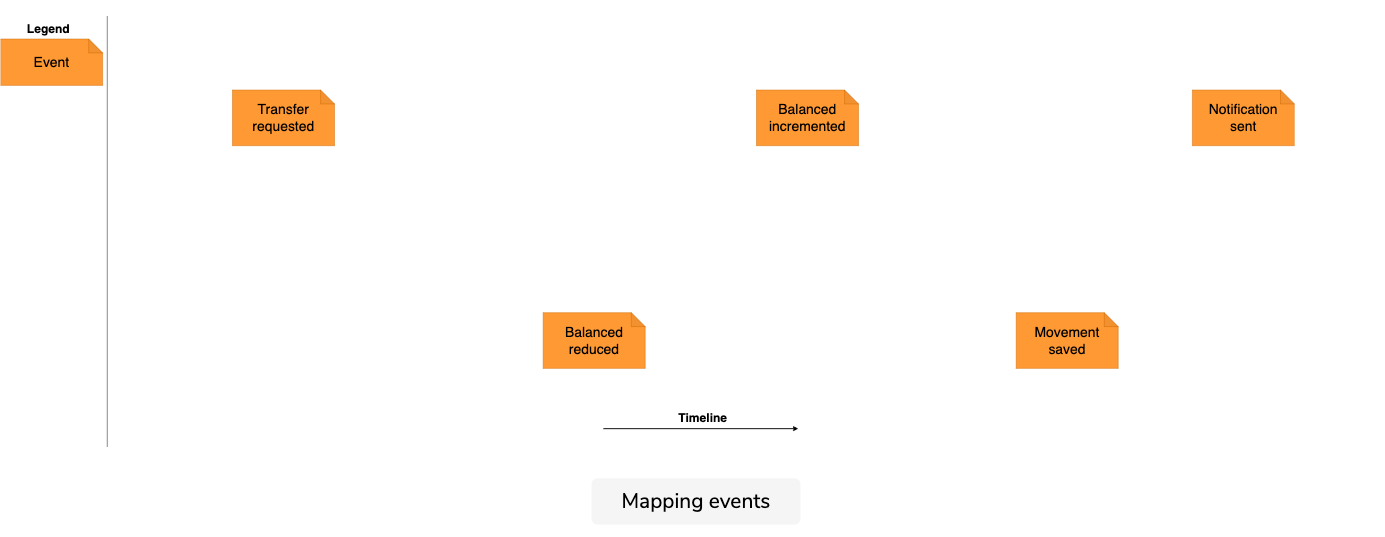 Legend
Event
Transfer
requested
Balanced
incremented
Notification
sent
Balanced
reduced
Movement
saved
Timeline
Mapping events